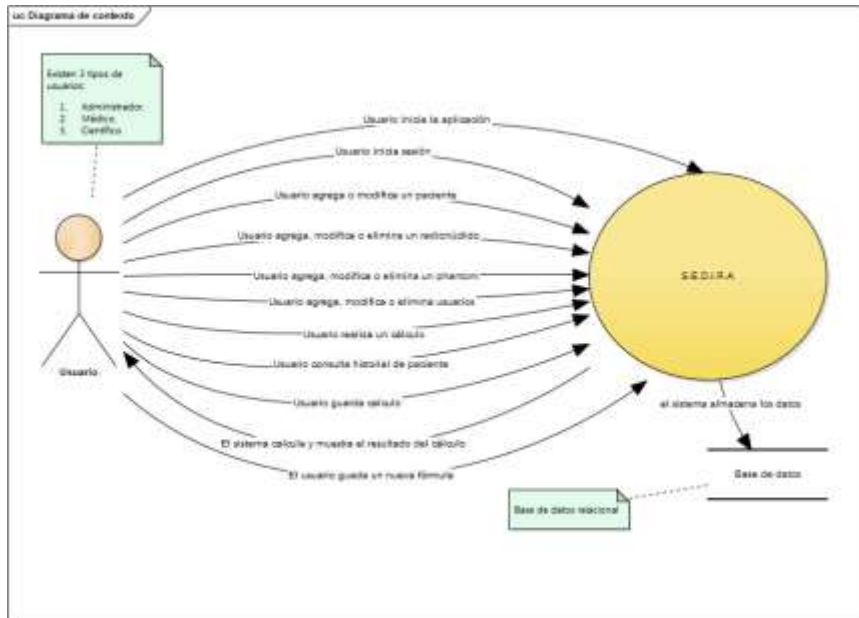 uc Diagrama de contexto
Existen 3 tipos de
usuarios:
1. Administrador.
2. Médico.
3. Científico
Usuario inicia la aplicación
Usuario inicia sesión
Usuario agrega o modifica un paciente
Usuario agrega, modifica o elimina un radionúclido
Usuario agrega, modifica o elimina un phantom
Usuario agrega, modifica o elimina usuarios
Usuario realiza un cálculo
Usuario consulta historial de paciente
Usuario guarda calculo
El sistema calcula y muestra el resultado del cálculo
El usuario guada un nueva fórmula
Usuario
S.E.D.I.R.A
el sistema almacena los datos
Base de datos
Base de datos relacional